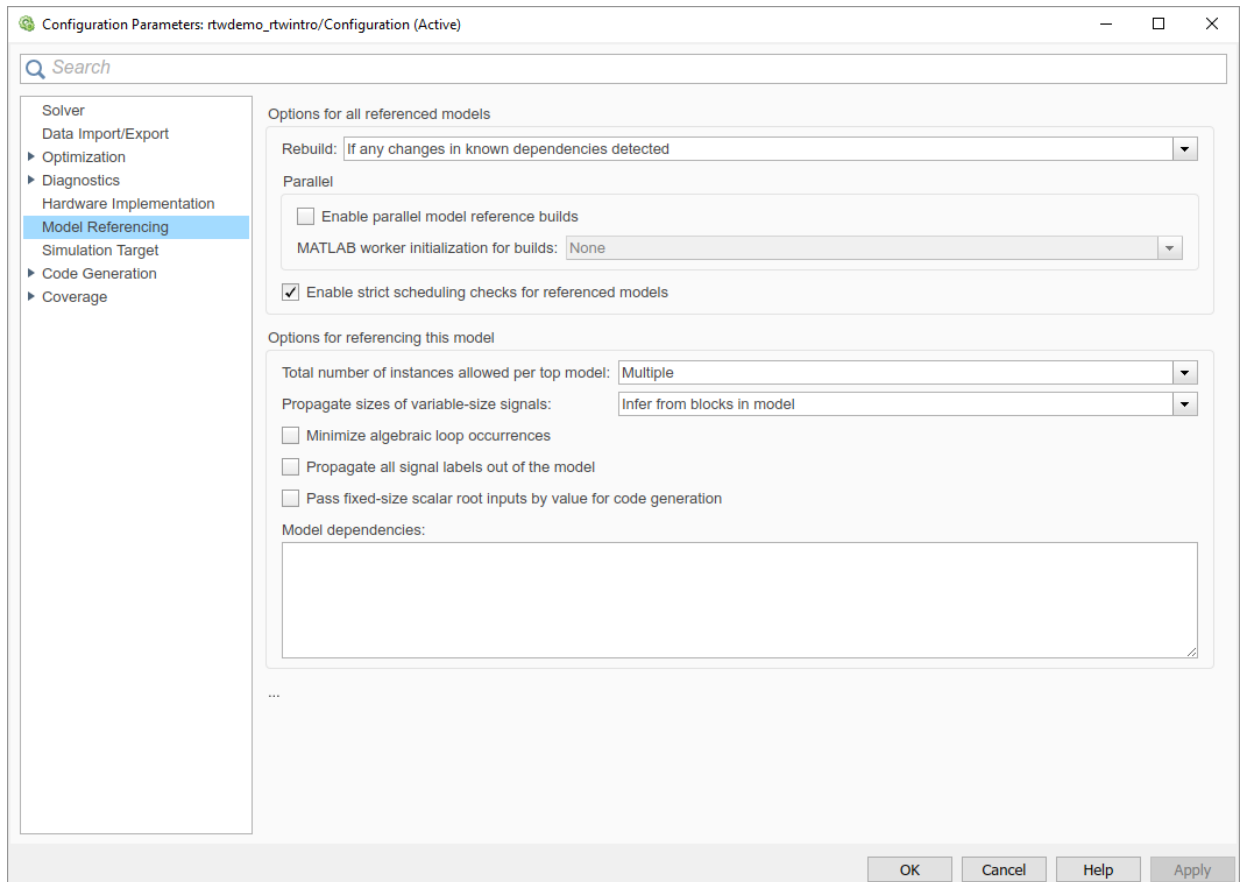 Configuration Parameters: rtwdemo_rtwintro/Configuration (Active)
Search
Solver
Data Import/Export
Optimization
Diagnostics
Hardware Implementation
Model Referencing
Simulation Target
Code Generation
Coverage
Options for all referenced models
Rebuild: If any changes in known dependencies detected
Parallel
Enable parallel model reference builds
MATLAB worker initialization for builds: None
Enable strict scheduling checks for referenced models
Options for referencing this model
Total number of instances allowed per top model: Multiple
Propagate sizes of variable-size signals: Infer from blocks in model
Minimize algebraic loop occurrences
Propagate all signal labels out of the model
Pass fixed-size scalar root inputs by value for code generation
Model dependencies:
...
OK Cancel Help Apply